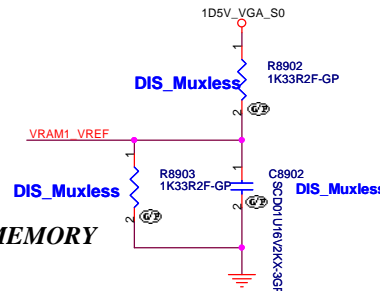 1D5V_VGA_S0
1
R8902
1K33R2F-GP
DIS_Muxless
2
G/P
VRAM1_VREF
1
R8903
1K33R2F-GP
DIS_Muxless
2
G/P
1
C8902
SCD01U16V2KX-3GP
DIS_Muxless
2
G/P
MEMORY